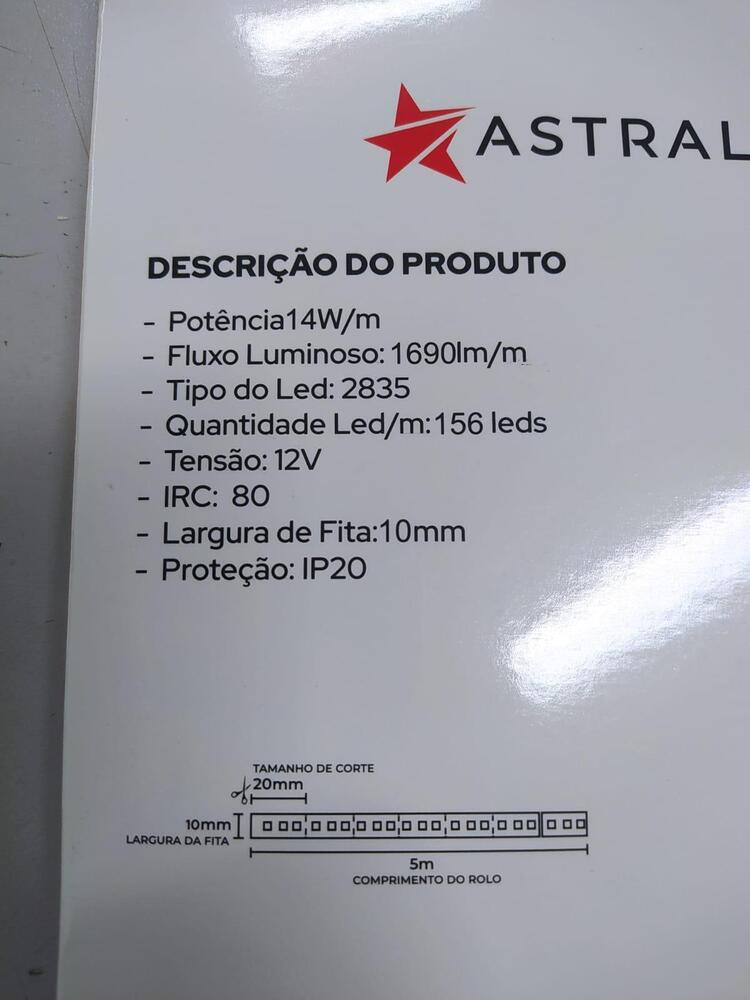 ASTRAL
DESCRIÇÃO DO PRODUTO
- Potência14W/m
- Fluxo Luminoso: 1690lm/m
- Tipo do Led: 2835
- Quantidade Led/m:156 leds
- Tensão: 12V
- IRC: 80
- Largura de Fita:10mm
- Proteção: IP20
TAMANHO DE CORTE
20mm
10mm
LARGURA DA FITA
5m
COMPRIMENTO DO ROLO